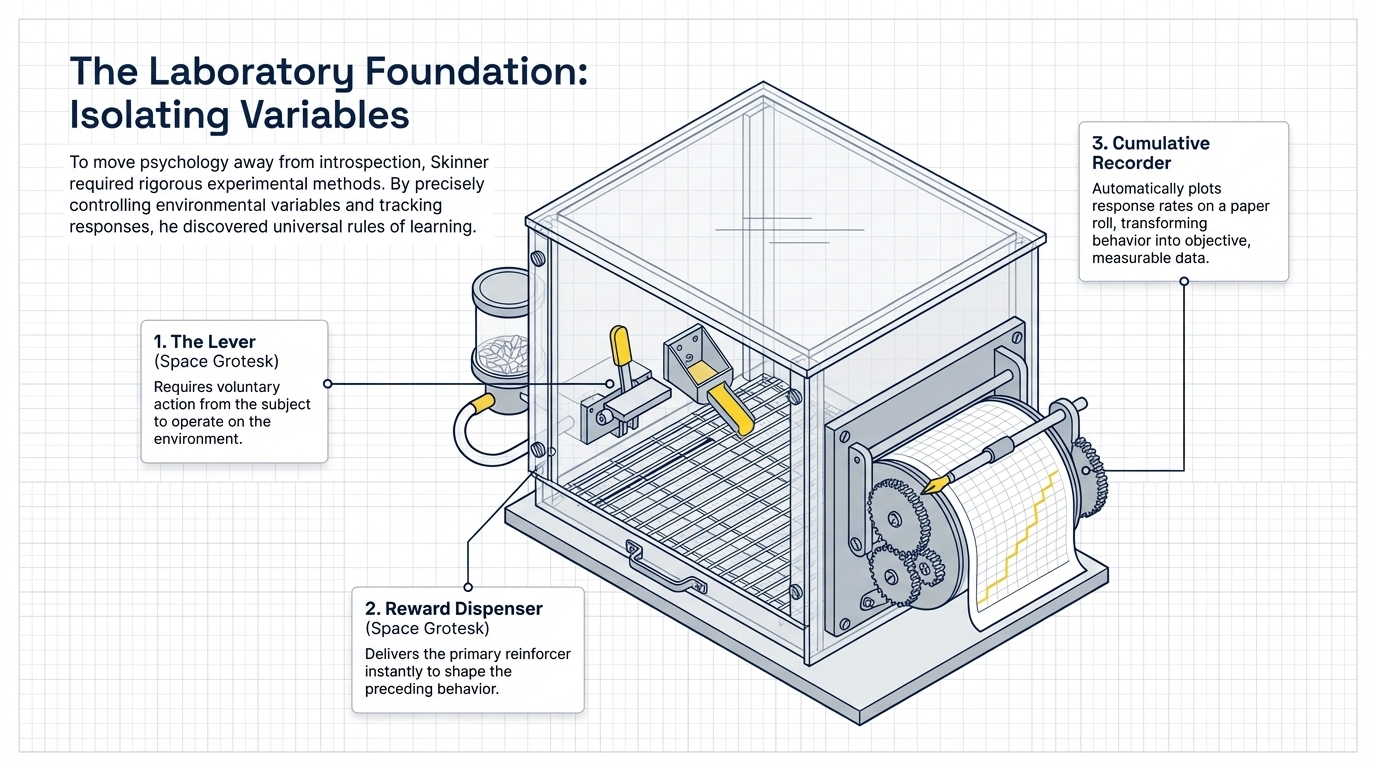 The Laboratory Foundation:
Isolating Variables
To move psychology away from introspection, Skinner
required rigorous experimental methods. By precisely
controlling environmental variables and tracking
responses, he discovered universal rules of learning.
1. The Lever
(Space Grotesk)
Requires voluntary
action from the subject
to operate on the
environment.
2. Reward Dispenser
(Space Grotesk)
Delivers the primary reinforcer
instantly to shape the
preceding behavior.
3. Cumulative
Recorder
Automatically plots
response rates on a paper
roll, transforming
behavior into objective,
measurable data.